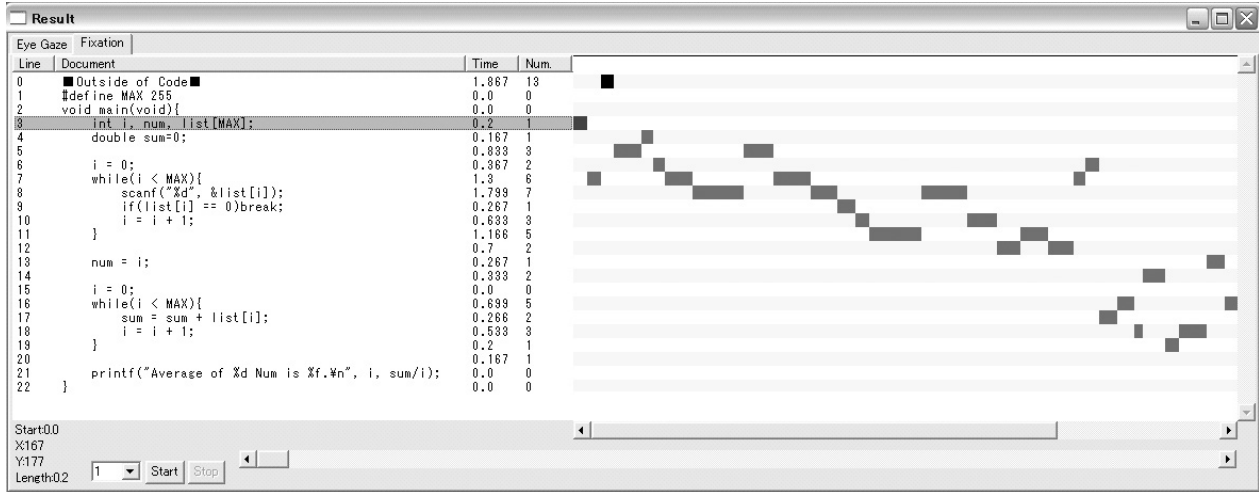 Result
Eye Gaze Fixation
Line Document Time Num.
0 ■Outside of Code■ 1.867 13
1 #define MAX 255 0.0 0
2 void main(void){ 0.0 0
3 int i, num, list[MAX]; 0.2 1
4 double sum=0; 0.167 1
5 0.833 3
6 i = 0; 0.367 2
7 while(i < MAX){ 1.3 6
8 scanf("%d", &list[i]); 1.799 7
9 if(list[i] == 0)break; 0.267 1
10 i = i + 1; 0.633 3
11 } 1.166 5
12 0.7 2
13 num = i; 0.267 1
14 0.333 2
15 i = 0; 0.0 0
16 while(i < MAX){ 0.699 5
17 sum = sum + list[i]; 0.266 2
18 i = i + 1; 0.533 3
19 } 0.2 1
20 0.167 1
21 printf("Average of %d Num is %f.¥n", i, sum/i); 0.0 0
22 } 0.0 0
Start:0.0
X:167
Y:177
Length:0.2
1 Start Stop